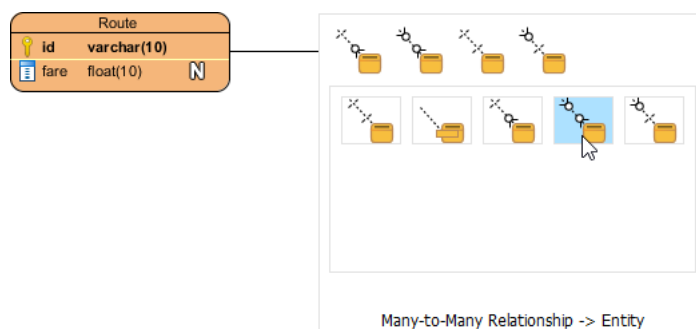 Route
id varchar(10)
fare float(10) N
Many-to-Many Relationship -> Entity